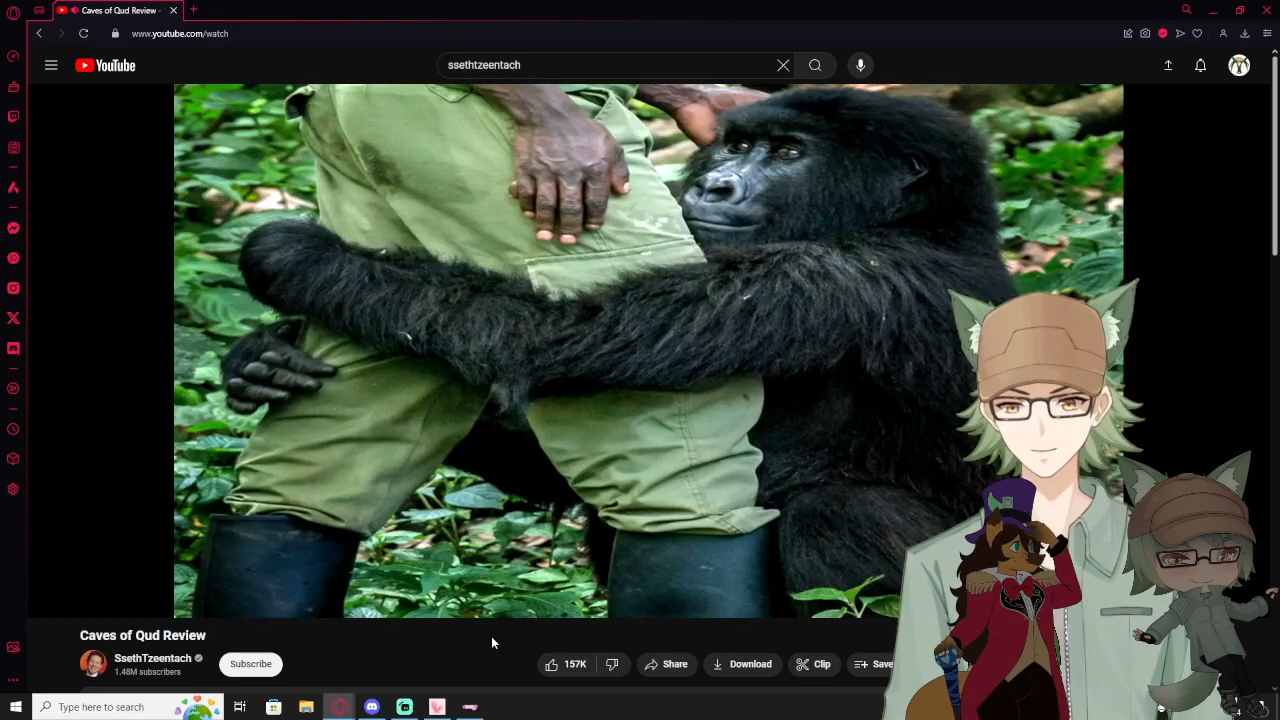 Caves of Qud Review -
www.youtube.com/watch
YouTube
ssethtzeentach
Caves of Qud Review
SsethTzeentach
1.48M subscribers
Subscribe
157K
Share
Download
Clip
Save
Type here to search